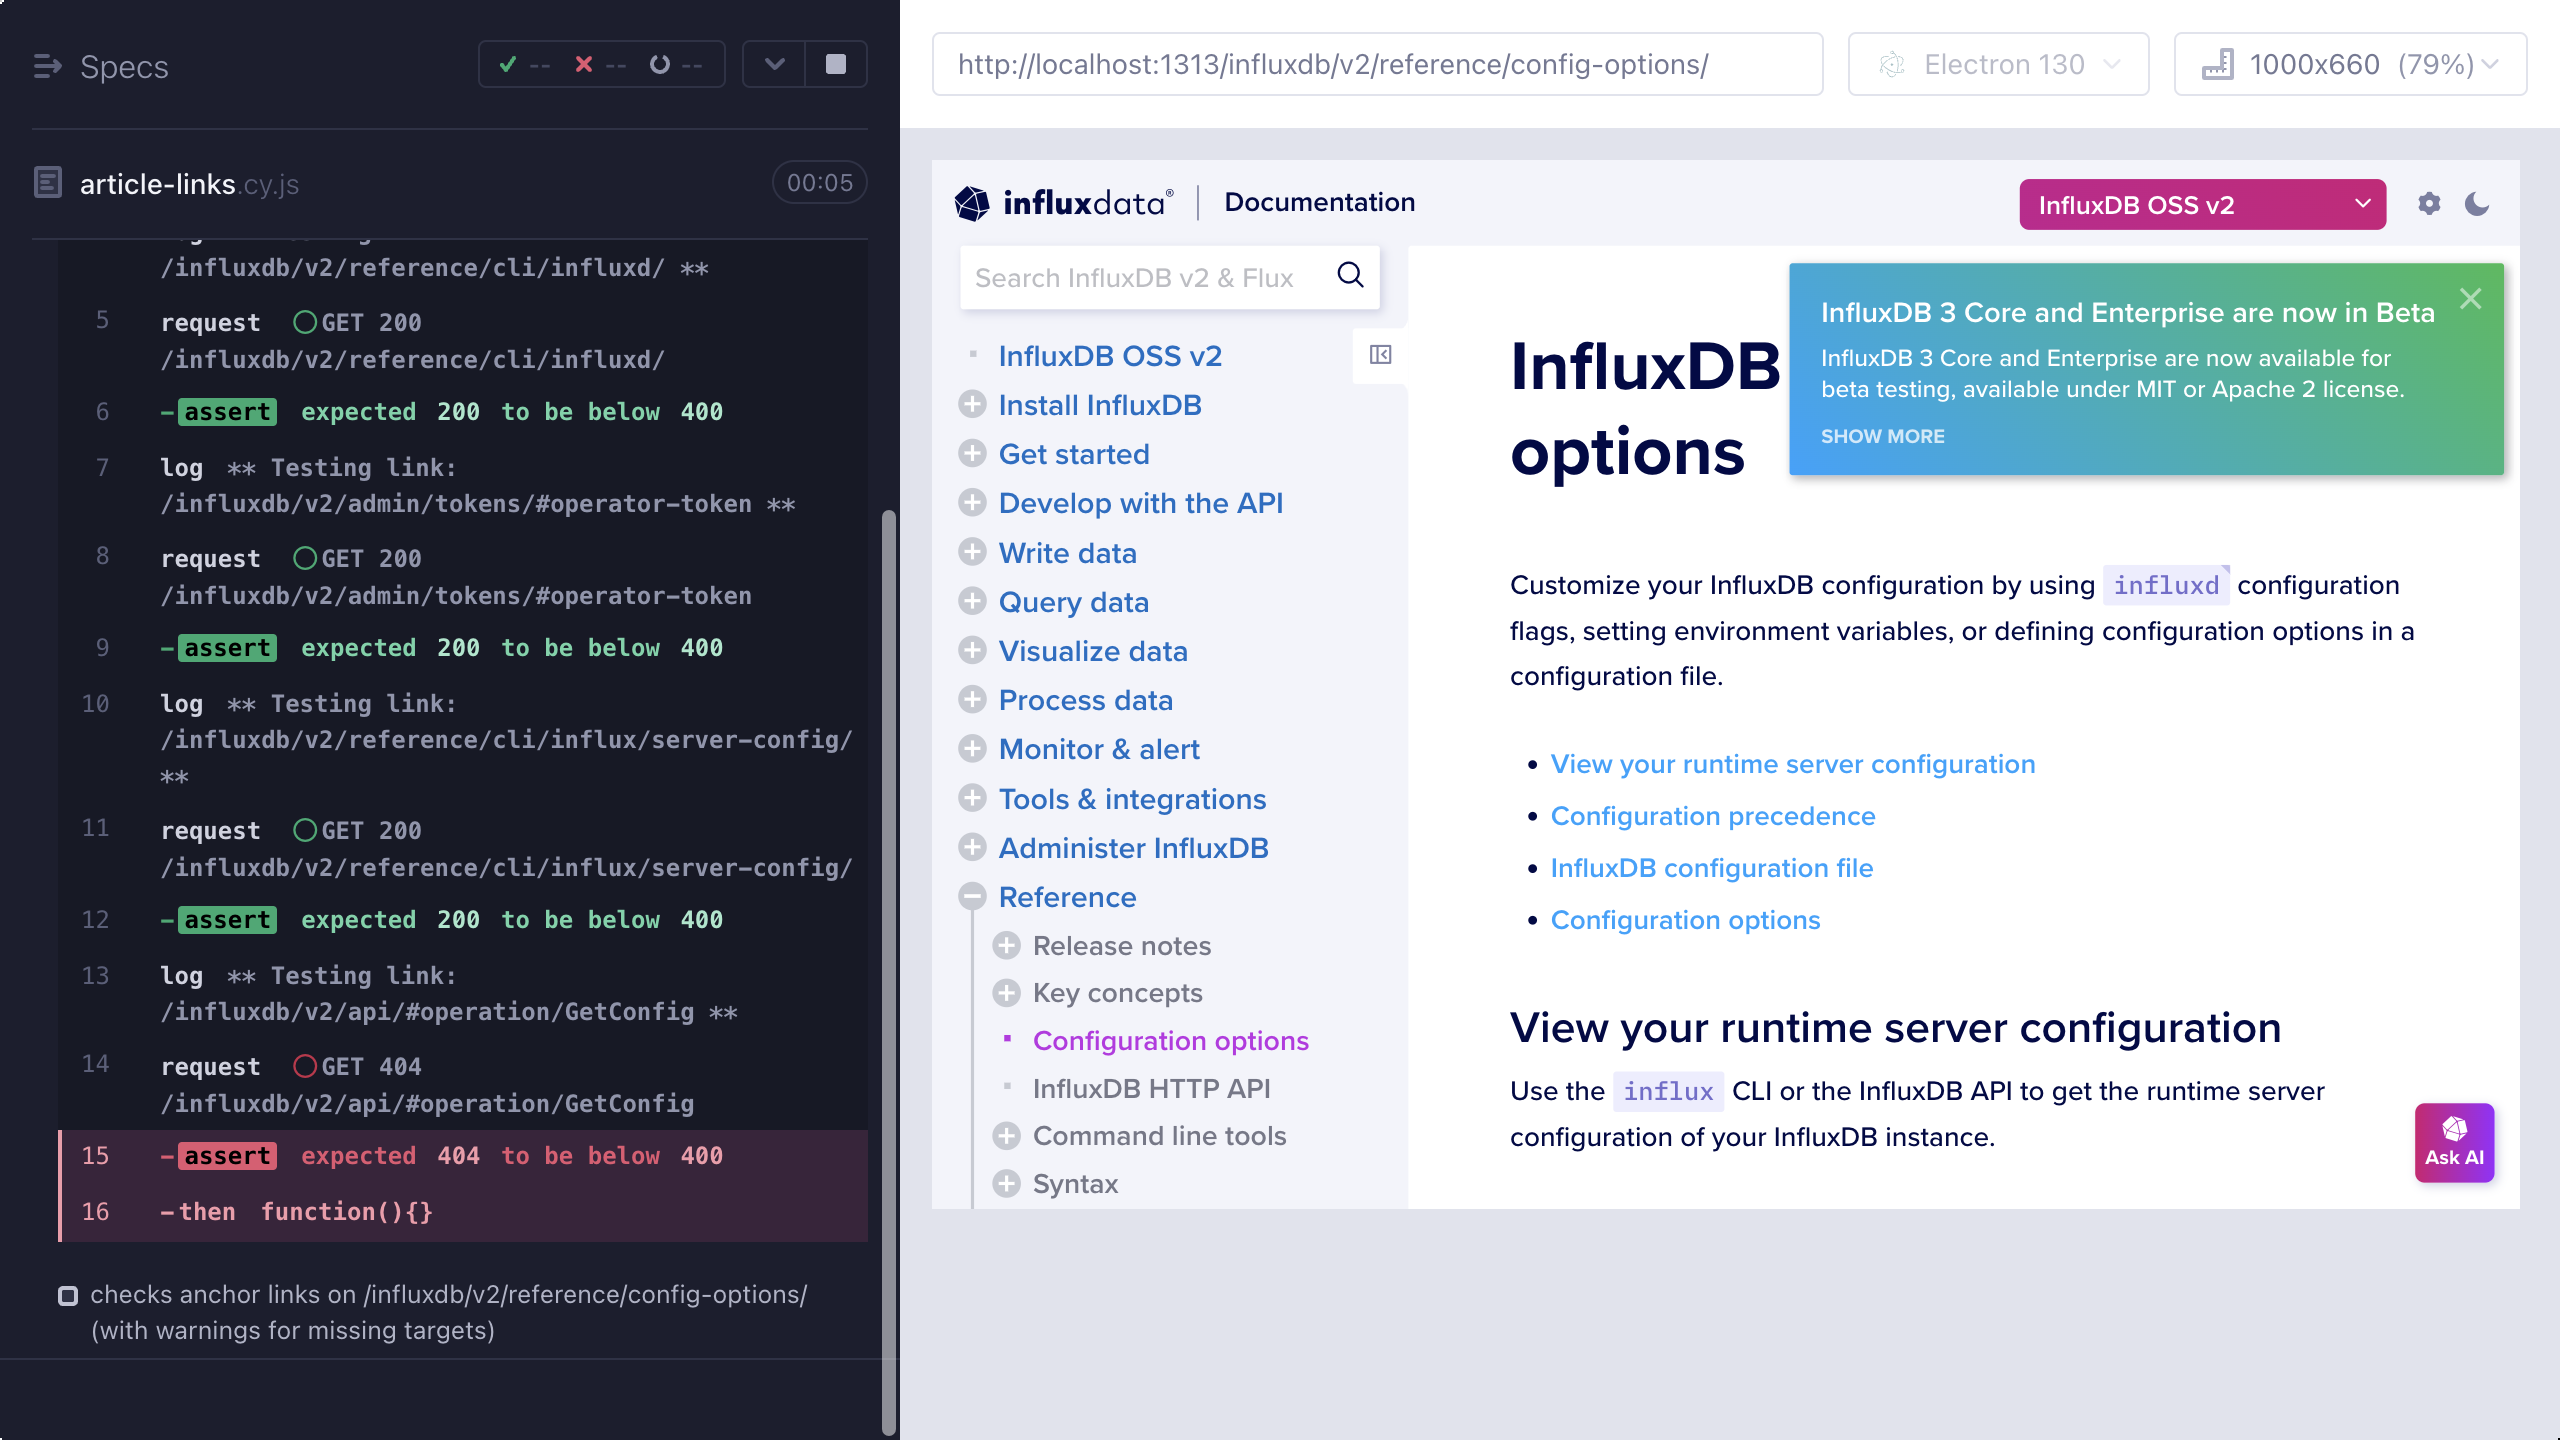 Specs
-- -- --
article-links.cy.js
00:05
/influxdb/v2/reference/cli/influxd/ **
5 request GET 200
/influxdb/v2/reference/cli/influxd/
6 -assert expected 200 to be below 400
7 log ** Testing link:
/influxdb/v2/admin/tokens/#operator-token **
8 request GET 200
/influxdb/v2/admin/tokens/#operator-token
9 -assert expected 200 to be below 400
10 log ** Testing link:
/influxdb/v2/reference/cli/influx/server-config/
**
11 request GET 200
/influxdb/v2/reference/cli/influx/server-config/
12 -assert expected 200 to be below 400
13 log ** Testing link:
/influxdb/v2/api/#operation/GetConfig **
14 request GET 404
/influxdb/v2/api/#operation/GetConfig
15 -assert expected 404 to be below 400
16 -then function(){}
checks anchor links on /influxdb/v2/reference/config-options/
(with warnings for missing targets)
http://localhost:1313/influxdb/v2/reference/config-options/
Electron 130
1000x660 (79%)
influxdata® Documentation
InfluxDB OSS v2
Search InfluxDB v2 & Flux
InfluxDB OSS v2
Install InfluxDB
Get started
Develop with the API
Write data
Query data
Visualize data
Process data
Monitor & alert
Tools & integrations
Administer InfluxDB
Reference
Release notes
Key concepts
Configuration options
InfluxDB HTTP API
Command line tools
Syntax
InfluxDB
options
InfluxDB 3 Core and Enterprise are now in Beta
InfluxDB 3 Core and Enterprise are now available for
beta testing, available under MIT or Apache 2 license.
SHOW MORE
Customize your InfluxDB configuration by using influxd configuration
flags, setting environment variables, or defining configuration options in a
configuration file.
• View your runtime server configuration
• Configuration precedence
• InfluxDB configuration file
• Configuration options
View your runtime server configuration
Use the influx CLI or the InfluxDB API to get the runtime server
configuration of your InfluxDB instance.
Ask AI